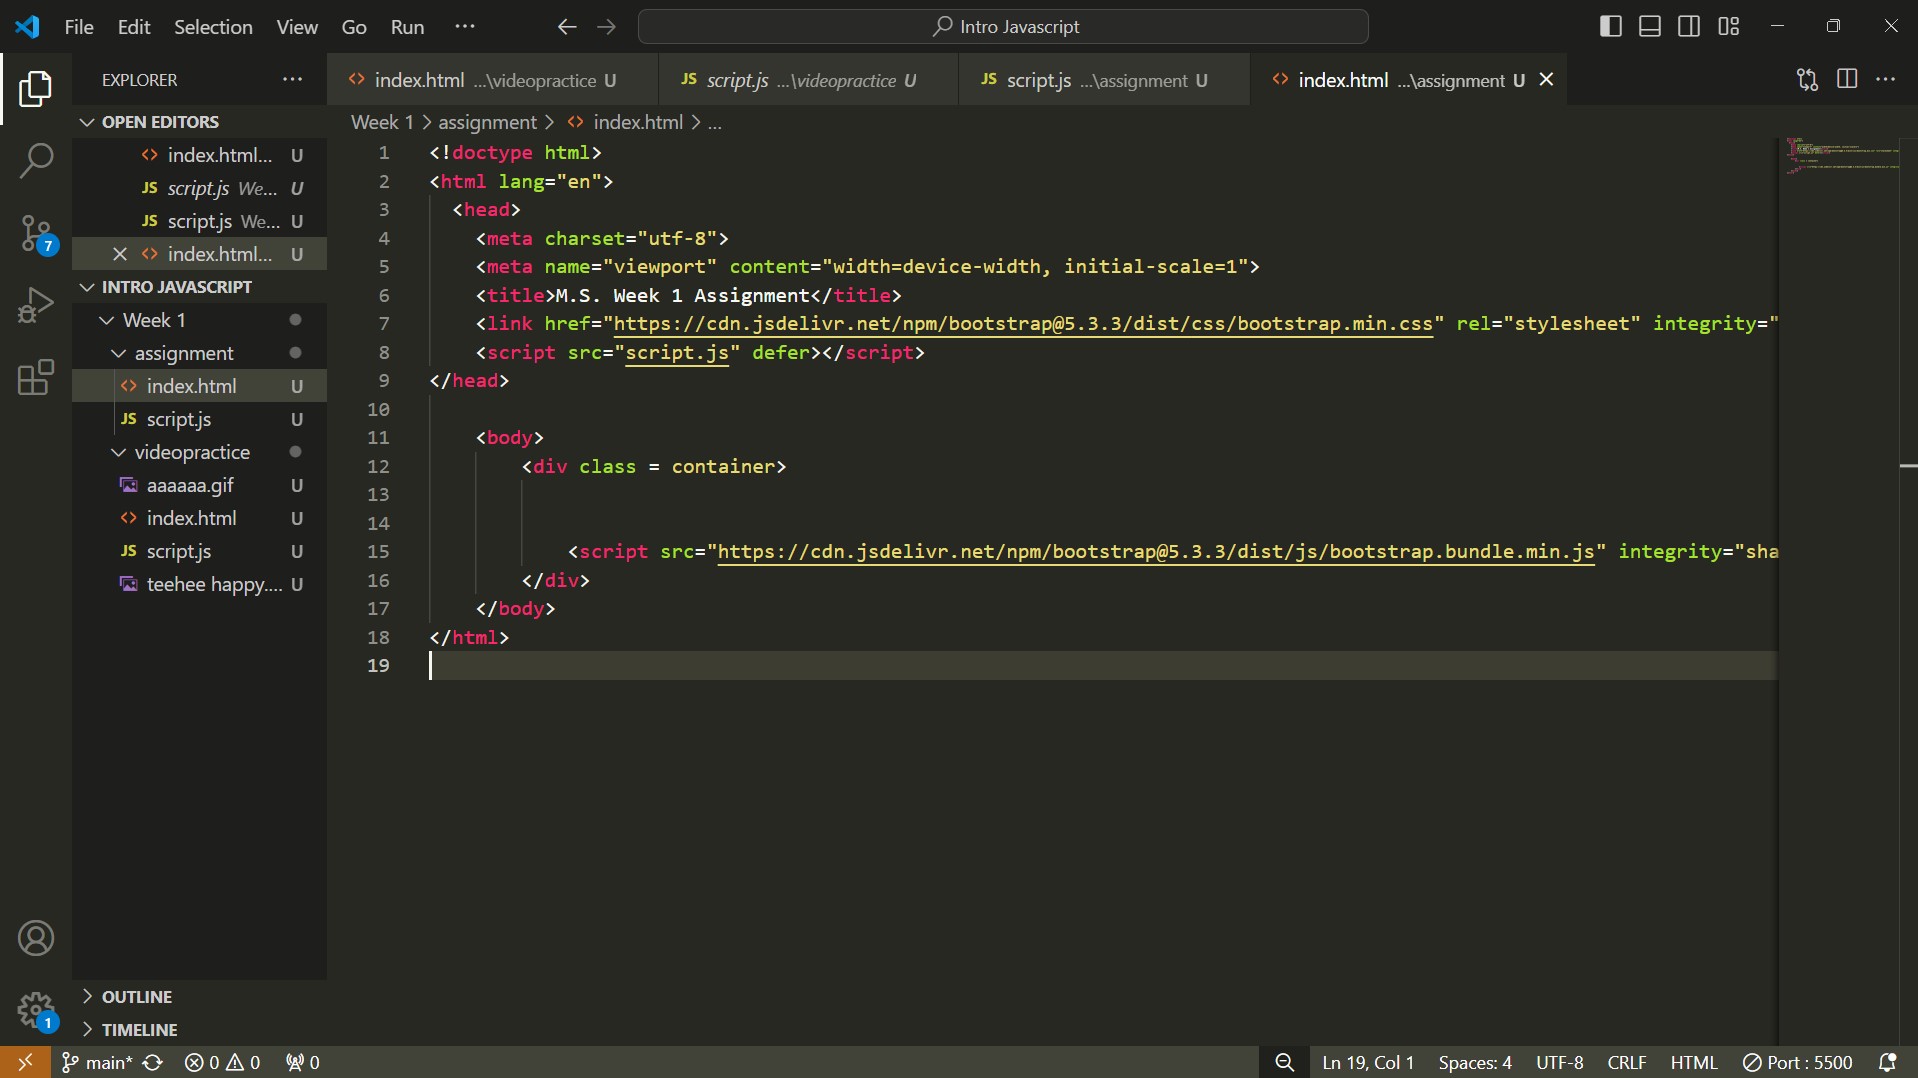 File Edit Selection View Go Run ··· Intro Javascript
EXPLORER ···
OPEN EDITORS
index.html... U
JS script.js We... U
JS script.js We... U
index.html... U
INTRO JAVASCRIPT
Week 1
assignment
index.html U
JS script.js U
videopractice
aaaaaa.gif U
index.html U
JS script.js U
teehee happy.... U
OUTLINE
TIMELINE
7
1
index.html ...\videopractice U JS script.js ...\videopractice U JS script.js ...\assignment U index.html ...\assignment U
Week 1 > assignment > index.html > ...
1 <!doctype html>
2 <html lang="en">
3 <head>
4 <meta charset="utf-8">
5 <meta name="viewport" content="width=device-width, initial-scale=1">
6 <title>M.S. Week 1 Assignment</title>
7 <link href="https://cdn.jsdelivr.net/npm/bootstrap@5.3.3/dist/css/bootstrap.min.css" rel="stylesheet" integrity="
8 <script src="script.js" defer></script>
9 </head>
10
11 <body>
12 <div class = container>
13
14
15 <script src="https://cdn.jsdelivr.net/npm/bootstrap@5.3.3/dist/js/bootstrap.bundle.min.js" integrity="sha
16 </div>
17 </body>
18 </html>
19
main* 0 0 0 Ln 19, Col 1 Spaces: 4 UTF-8 CRLF HTML Port : 5500